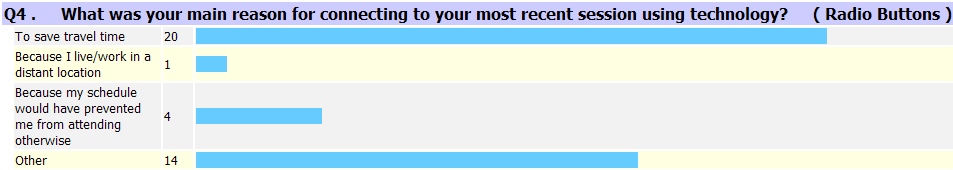 Q4 . What was your main reason for connecting to your most recent session using technology? ( Radio Buttons )
To save travel time 20
Because I live/work in a
distant location 1
Because my schedule
would have prevented
me from attending
otherwise 4
Other 14